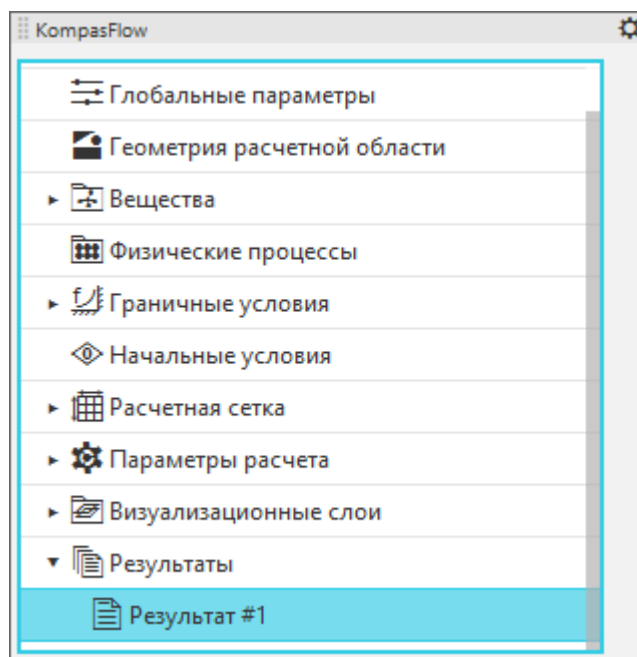 KompasFlow
Глобальные параметры
Геометрия расчетной области
Вещества
Физические процессы
Граничные условия
Начальные условия
Расчетная сетка
Параметры расчета
Визуализационные слои
Результаты
Результат #1